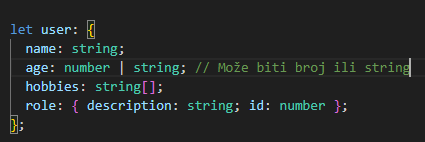 let user: {
name: string;
age: number | string; // Može biti broj ili string
hobbies: string[];
role: { description: string; id: number };
};